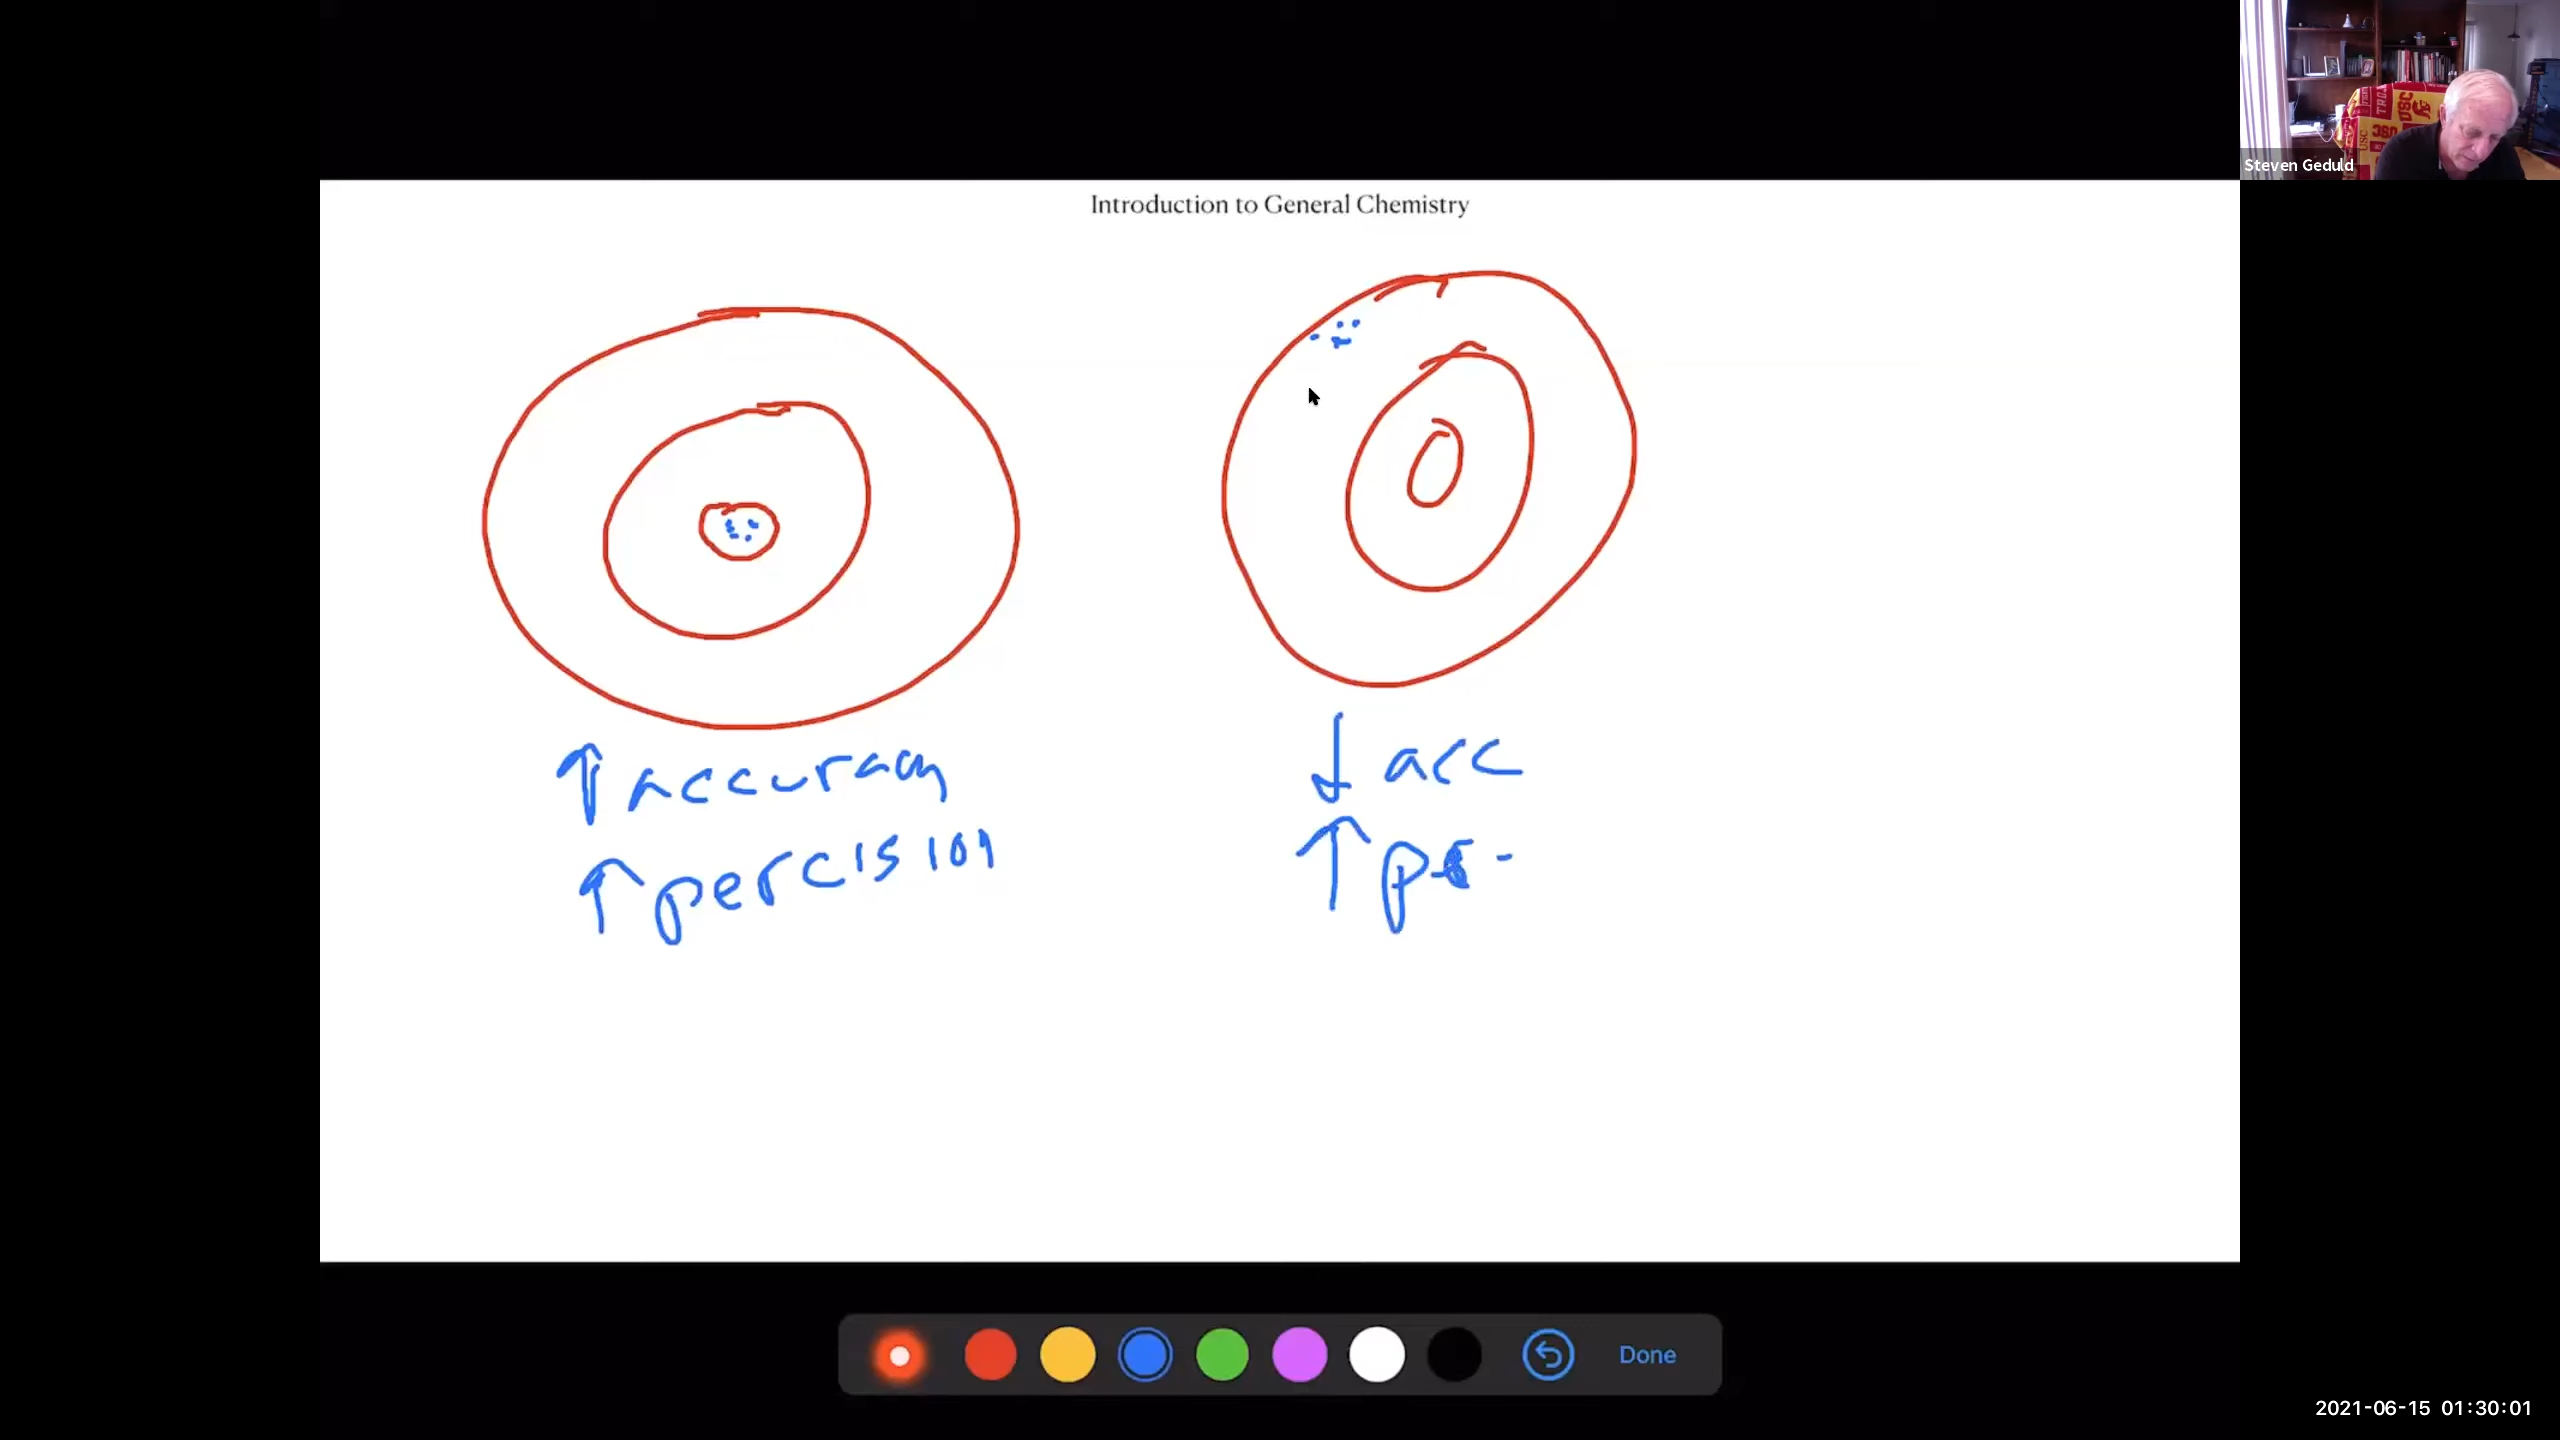 Steven Geduld
Introduction to General Chemistry
↑ accuracy
↑ percision
↓ acc
↑
Done
2021-06-15 01:30:01